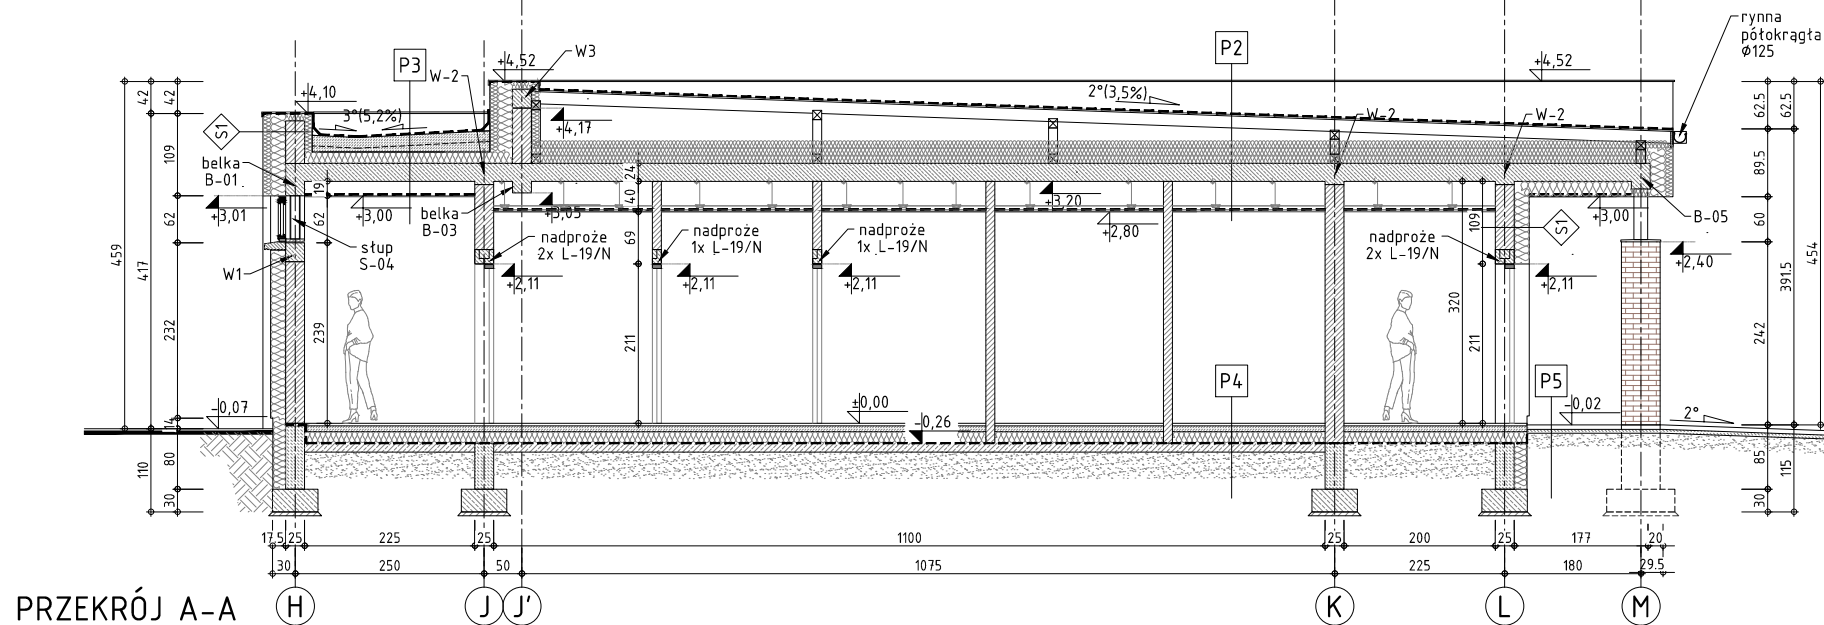 rynna
półokrągła
ø125
W3
+4,52
P3
W-2
P2
+4,52
+4,10
3°(5,2%)
2°(3,5%)
S1
+4,17
W-2
W-2
belka
B-01
belka
B-03
+3,01
+3,00
+3,05
+3,20
+3,00
B-05
+2,80
S1
słup
S-04
W1
nadproże
2x L-19/N
nadproże
1x L-19/N
nadproże
1x L-19/N
nadproże
2x L-19/N
+2,11
+2,11
+2,11
+2,11
+2,40
P4
P5
-0,07
±0,00
-0,26
-0,02
2°
42
42
109
62
459
417
232
14
110
80
30
19
62
239
24
40
69
211
109
320
211
62.5
62.5
89.5
60
454
391.5
242
85
115
30
17.5
25
225
25
1100
25
200
25
177
20
30
250
50
1075
225
180
29.5
PRZEKRÓJ A-A
H
J
J'
K
L
M